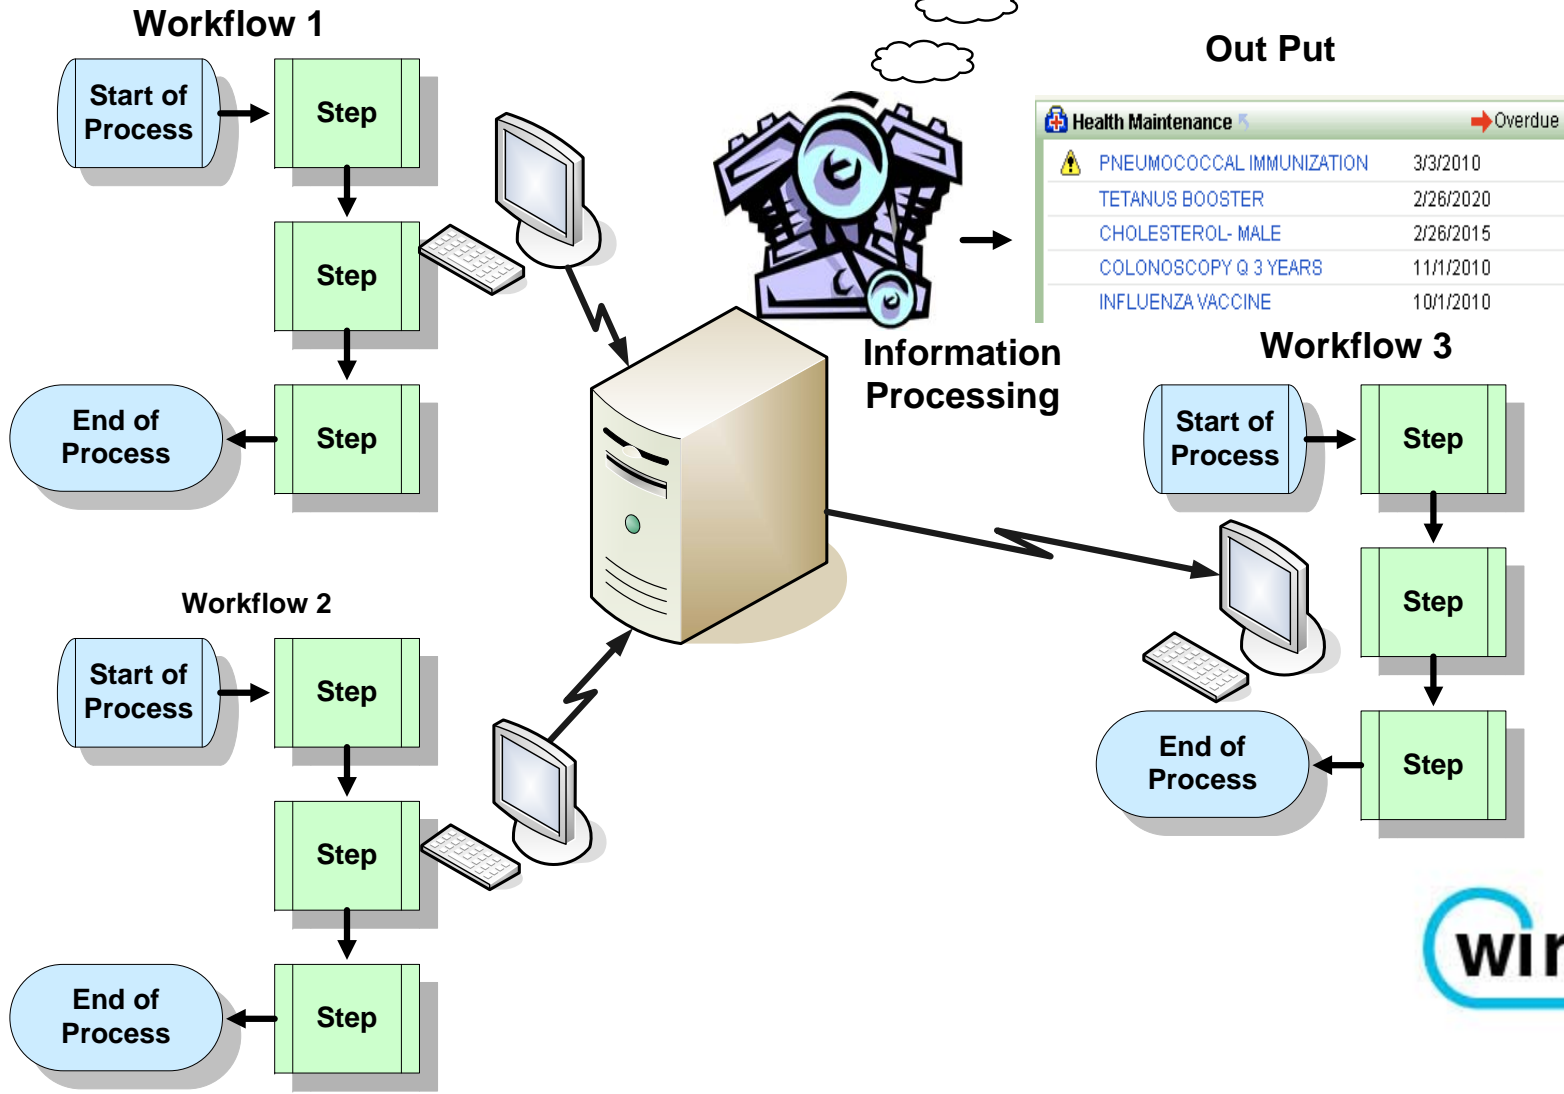 Workflow 1
Start of
Process
Step
Step
Step
End of
Process
Workflow 2
Start of
Process
Step
Step
Step
End of
Process
Information
Processing
Out Put
Health Maintenance
Overdue
PNEUMOCOCCAL IMMUNIZATION 3/3/2010
TETANUS BOOSTER 2/26/2020
CHOLESTEROL- MALE 2/26/2015
COLONOSCOPY Q 3 YEARS 11/1/2010
INFLUENZA VACCINE 10/1/2010
Workflow 3
Start of
Process
Step
Step
Step
End of
Process